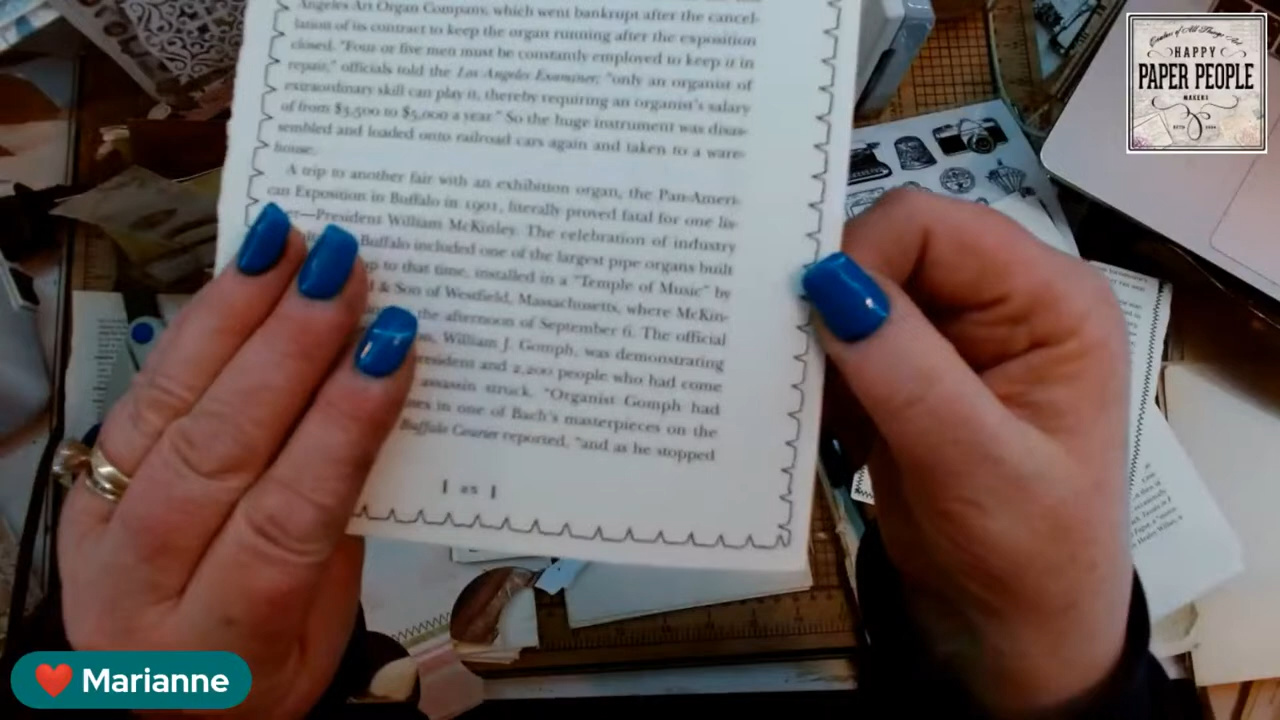 Angeles Art Organ Company, which went bankrupt after the cancel-
lation of its contract to keep the organ running after the exposition
closed. "Four or five men must be constantly employed to keep it in
repair," officials told the Los Angeles Examiner, "only an organist of
extraordinary skill can play it, thereby requiring an organist's salary
of from $3,500 to $5,000 a year." So the huge instrument was disas-
sembled and loaded onto railroad cars again and taken to a ware-
house.
A trip to another fair with an exhibition organ, the Pan-Ameri-
can Exposition in Buffalo in 1901, literally proved fatal for one lis-
er—President William McKinley. The celebration of industry
Buffalo included one of the largest pipe organs built
up to that time, installed in a "Temple of Music" by
& Son of Westfield, Massachusetts, where McKin-
the afternoon of September 6. The official
William J. Gomph, was demonstrating
resident and 2,200 people who had come
assassin struck. "Organist Gomph had
in one of Bach's masterpieces on the
Buffalo Courier reported, "and as he stopped
HAPPY
PAPER PEOPLE
MAKERS
Marianne